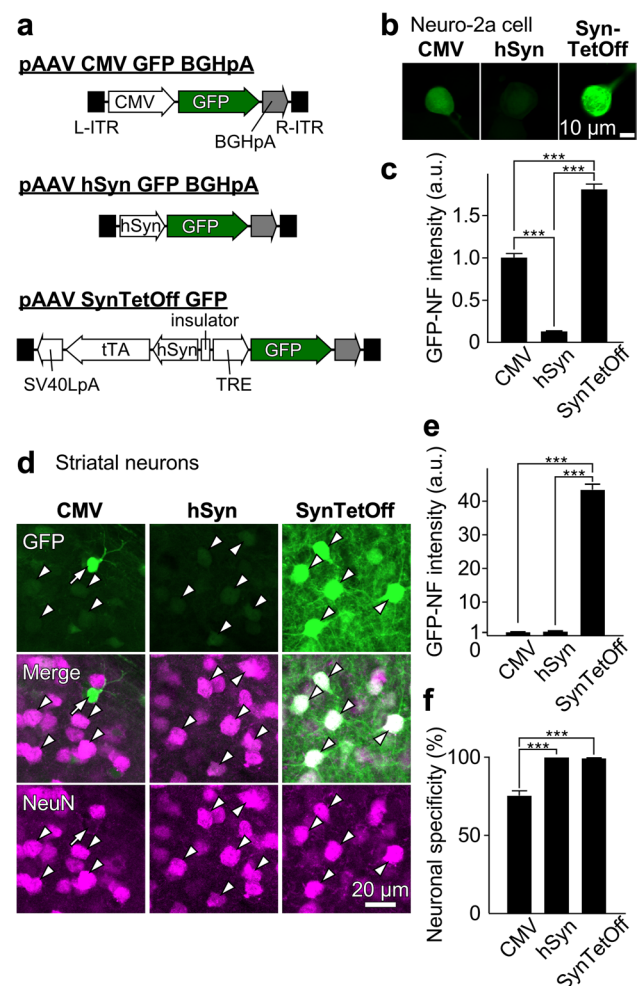 a
pAAV CMV GFP BGHpA
CMV GFP
L-ITR R-ITR
BGHpA
pAAV hSyn GFP BGHpA
hSyn GFP
pAAV SynTetOff GFP
insulator
tTA hSyn GFP
SV40LpA TRE
b Neuro-2a cell
CMV hSyn Syn-
TetOff
10 µm
c
GFP-NF intensity (a.u.)
1.5
1.0
0.5
0.0
***
***
***
CMV hSyn SynTetOff
d Striatal neurons
CMV hSyn SynTetOff
GFP
Merge
NeuN
20 µm
e
GFP-NF intensity (a.u.)
40
30
20
10
1
0
***
***
CMV hSyn SynTetOff
f
Neuronal specificity (%)
100
50
0
***
***
CMV hSyn SynTetOff